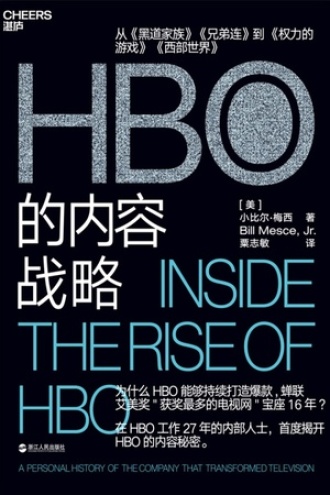 CHEERS
湛庐
从《黑道家族》《兄弟连》到《权力的
游戏》《西部世界》
HBO
的内容
战略
[美]
小比尔·梅西 著
Bill Mesce, Jr.
粟志敏 译
INSIDE
THE RISE OF
HBO
为什么 HBO 能够持续打造爆款,蝉联
艾美奖“获奖最多的电视网”宝座 16 年?
在 HBO 工作 27 年的内部人士,首度揭开
HBO 的内容秘密。
浙江人民出版社
A PERSONAL HISTORY OF THE COMPANY THAT TRANSFORMED TELEVISION